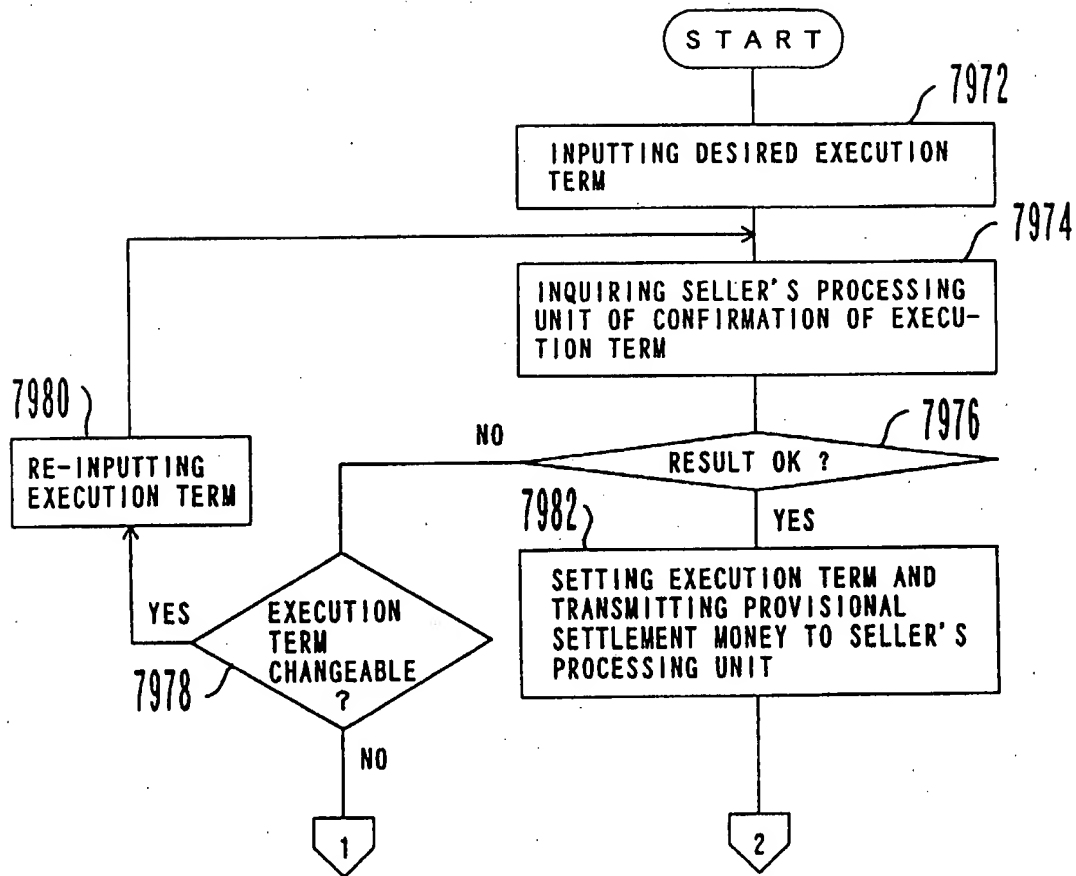 START
7972
INPUTTING DESIRED EXECUTION
TERM
7974
INQUIRING SELLER'S PROCESSING
UNIT OF CONFIRMATION OF EXECU-
TION TERM
7980
RE-INPUTTING
EXECUTION TERM
NO
7976
RESULT OK ?
YES
7982
SETTING EXECUTION TERM AND
TRANSMITTING PROVISIONAL
SETTLEMENT MONEY TO SELLER'S
PROCESSING UNIT
YES
EXECUTION
TERM
CHANGEABLE
?
7978
NO
1
2